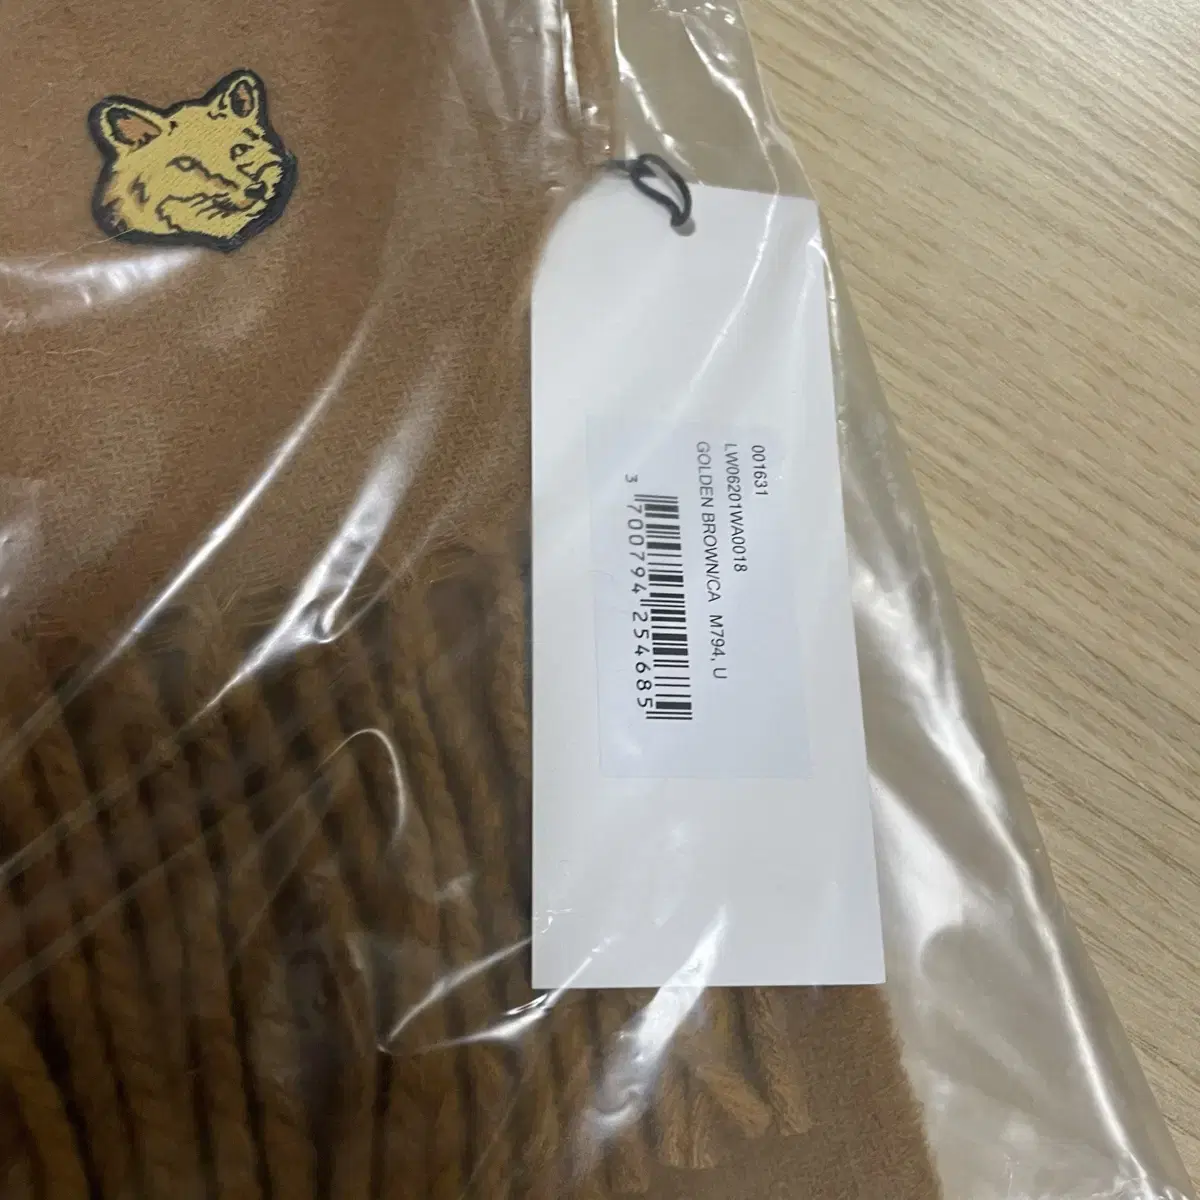 001631
LW06201WA0018
GOLDEN BROWN/CA M794, U
3 700794 254685